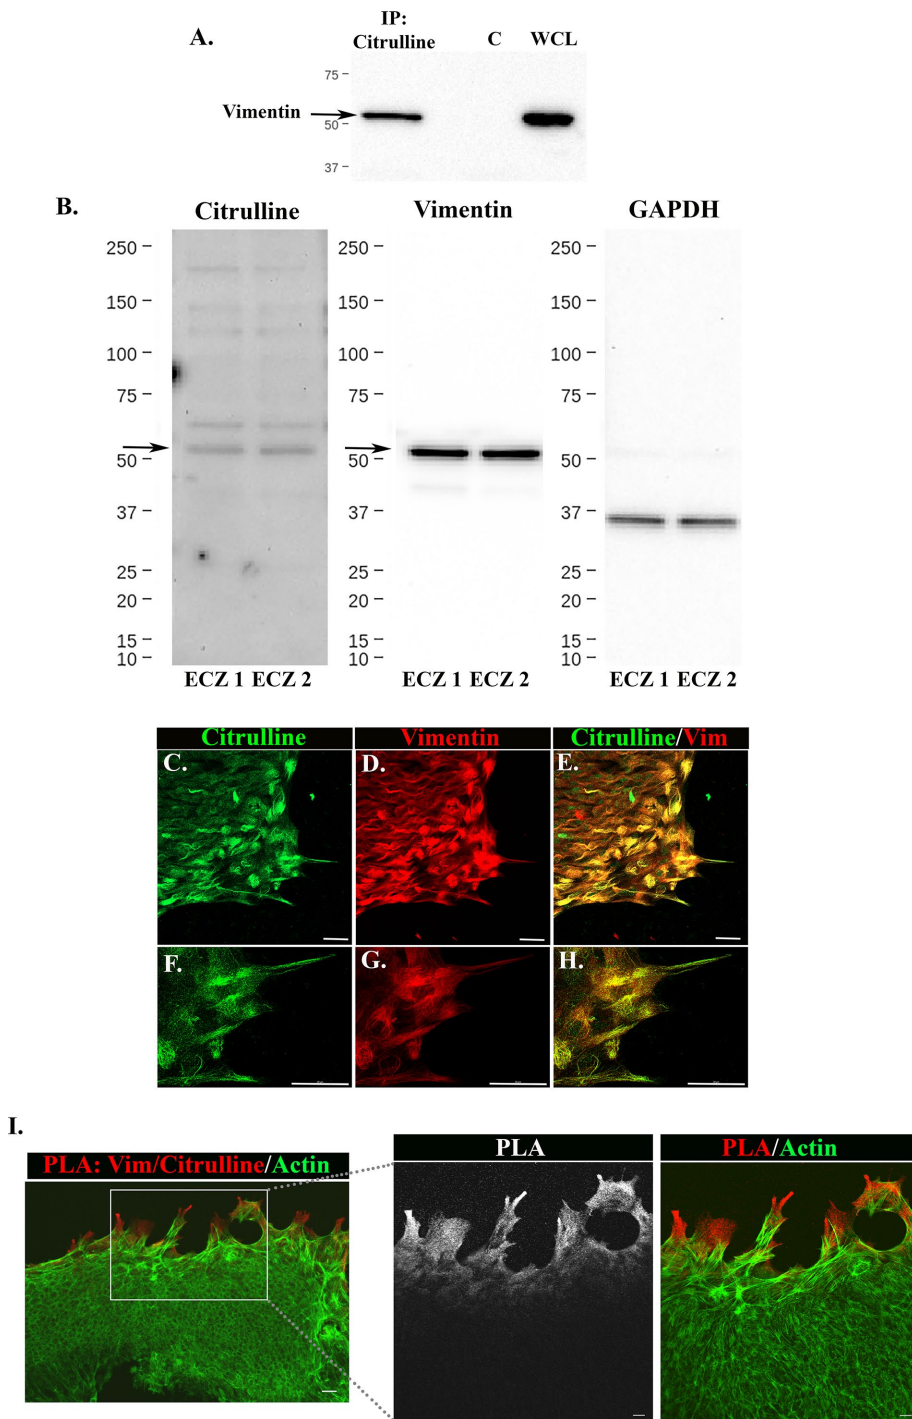 A.
IP:
Citrulline
C
WCL
75
Vimentin
50
37
B.
Citrulline
Vimentin
GAPDH
250
150
100
75
50
37
25
20
15
10
250
150
100
75
50
37
25
20
15
10
250
150
100
75
50
37
25
20
15
10
ECZ 1 ECZ 2
ECZ 1 ECZ 2
ECZ 1 ECZ 2
Citrulline
Vimentin
Citrulline/Vim
C.
D.
E.
F.
G.
H.
I.
PLA: Vim/Citrulline/Actin
PLA
PLA/Actin